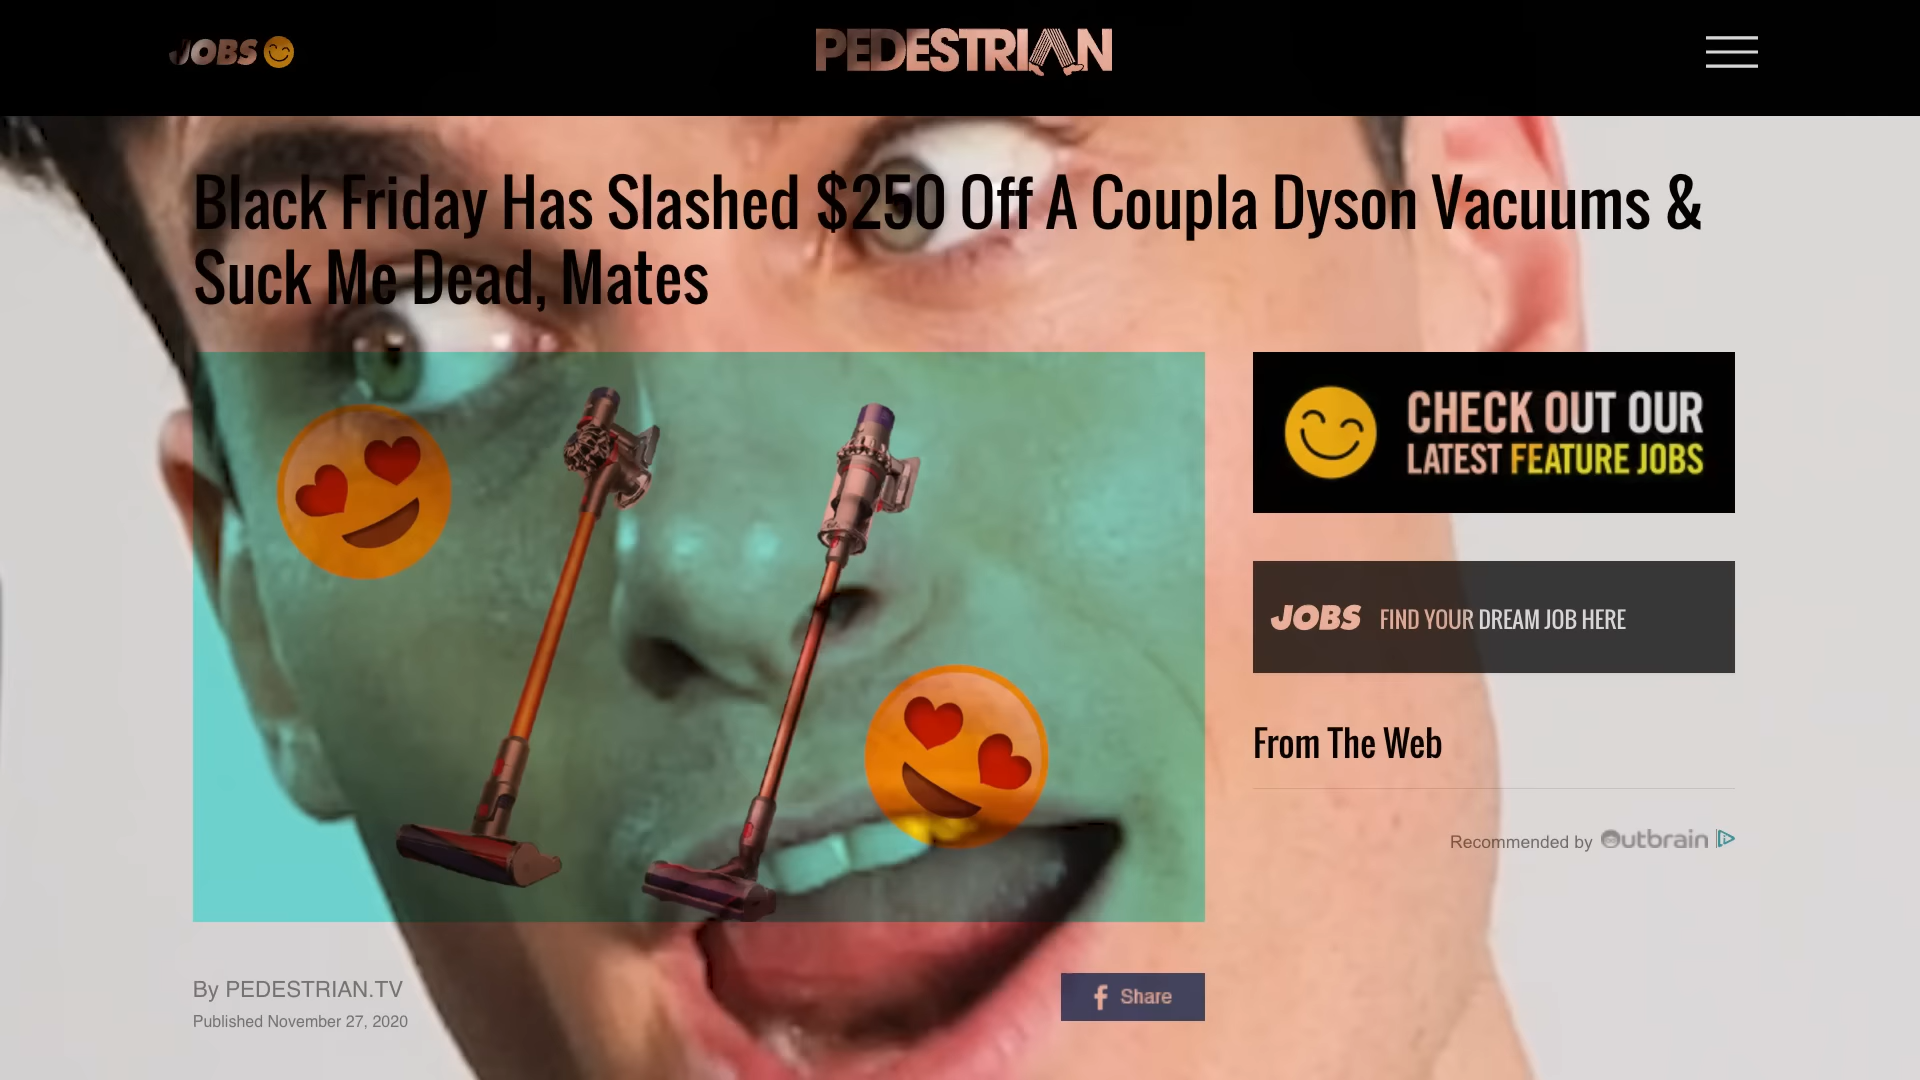 JOBS
PEDESTRIAN
Black Friday Has Slashed $250 Off A Coupla Dyson Vacuums &
Suck Me Dead, Mates
CHECK OUT OUR
LATEST FEATURE JOBS
JOBS FIND YOUR DREAM JOB HERE
From The Web
Recommended by Outbrain
By PEDESTRIAN.TV
Published November 27, 2020
Share